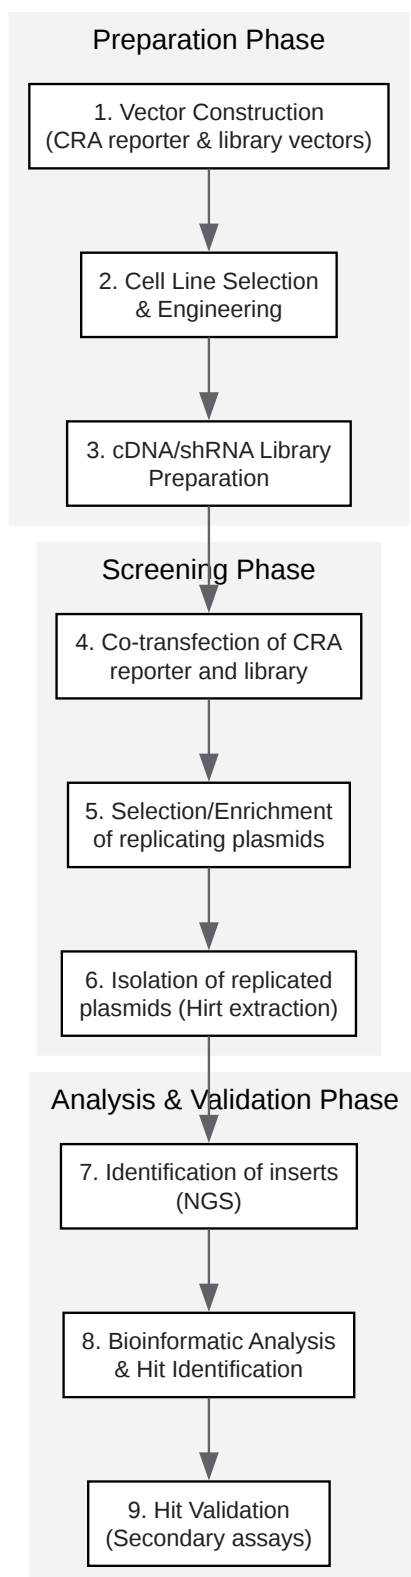 Preparation Phase
1. Vector Construction
(CRA reporter & library vectors)
2. Cell Line Selection
& Engineering
3. cDNA/shRNA Library
Preparation
Screening Phase
4. Co-transfection of CRA
reporter and library
5. Selection/Enrichment
of replicating plasmids
6. Isolation of replicated
plasmids (Hirt extraction)
Analysis & Validation Phase
7. Identification of inserts
(NGS)
8. Bioinformatic Analysis
& Hit Identification
9. Hit Validation
(Secondary assays)